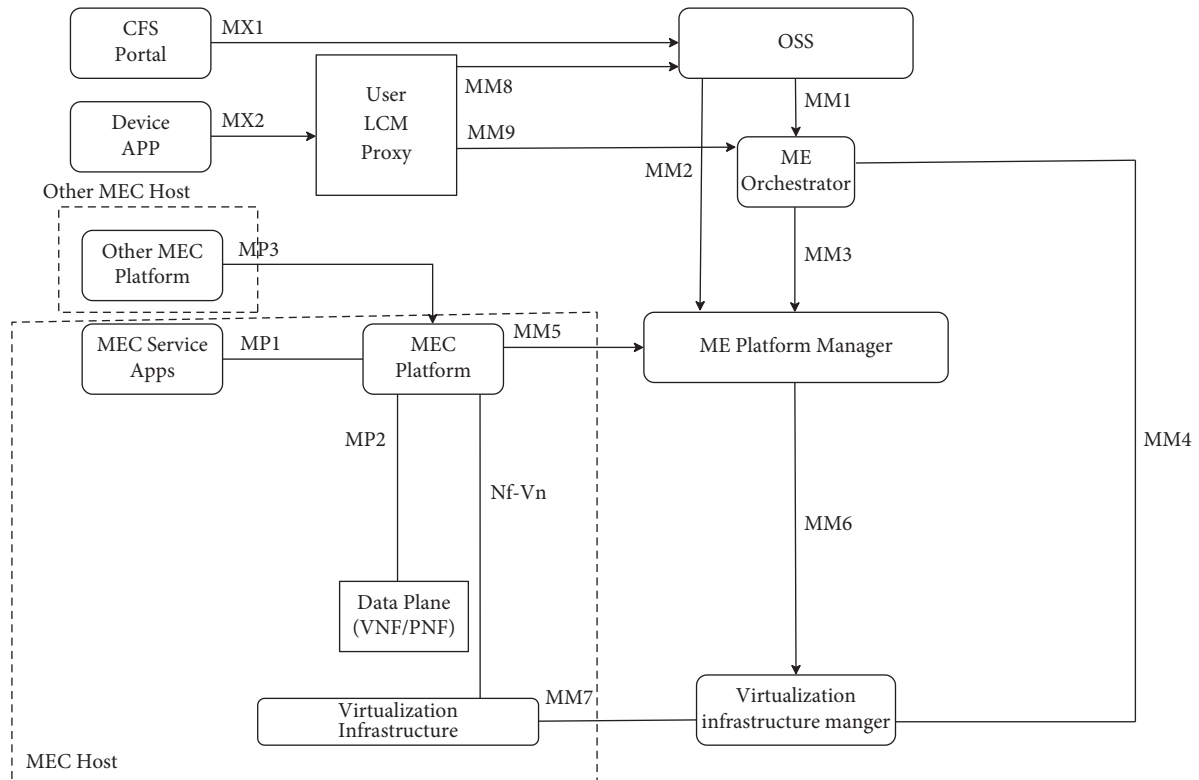 CFS
Portal
MX1
OSS
User
LCM
Proxy
MM8
MM1
Device
APP
MX2
MM9
MM2
ME
Orchestrator
Other MEC Host
Other MEC
Platform
MP3
MM3
MEC Service
Apps
MP1
MEC
Platform
MM5
ME Platform Manager
MP2
MM4
Nf-Vn
MM6
Data Plane
(VNF/PNF)
Virtualization
Infrastructure
MM7
Virtualization
infrastructure manger
MEC Host